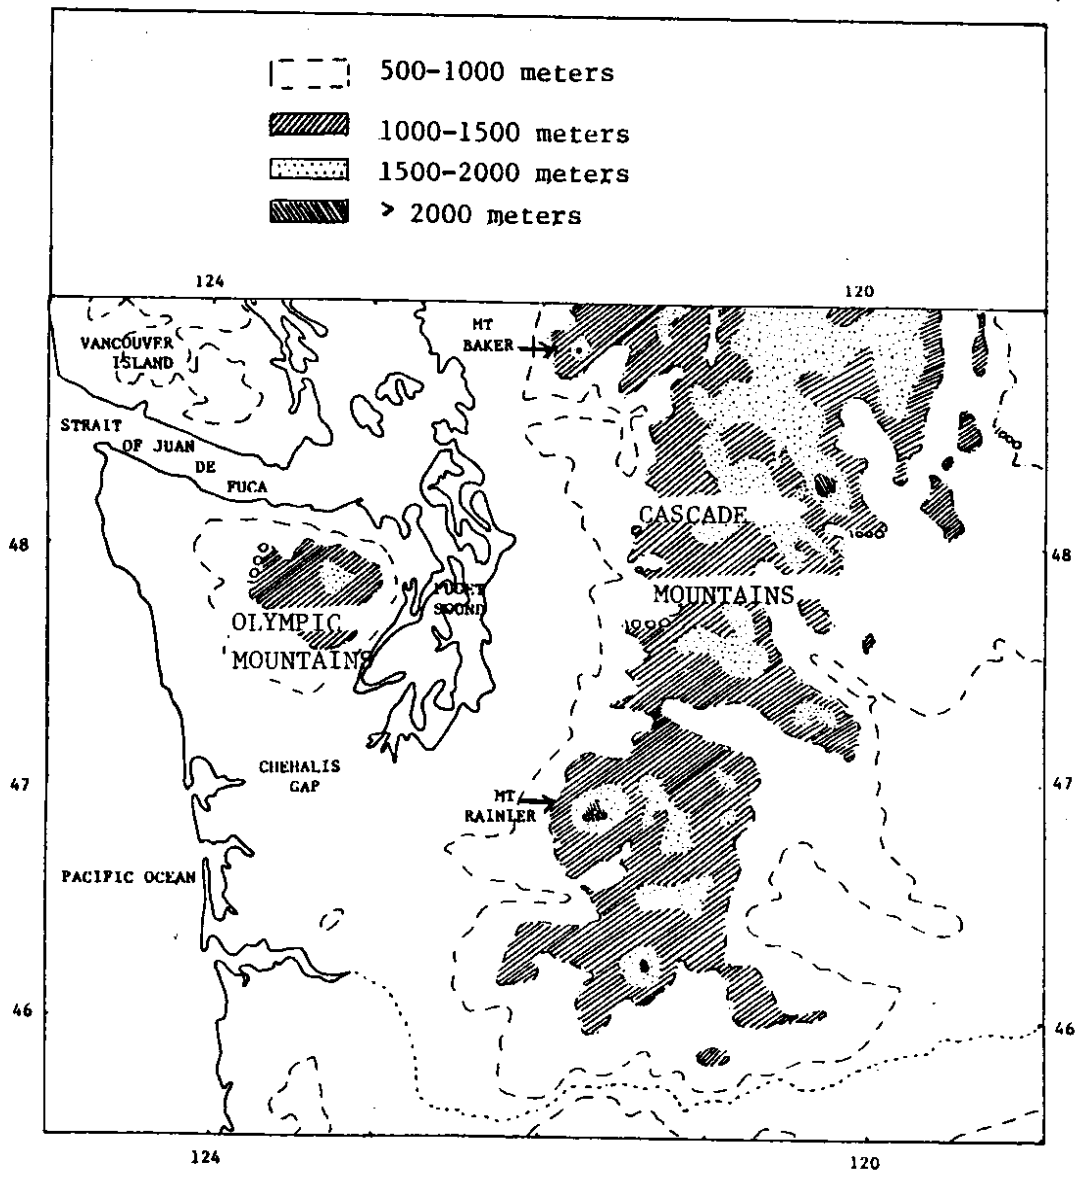 500-1000 meters
1000-1500 meters
1500-2000 meters
> 2000 meters
124
120
MT
BAKER
VANCOUVER
ISLAND
STRAIT
OF JUAN
DE
FUCA
CASCADE
48
48
MOUNTAINS
PUGET
SOUND
OLYMPIC
MOUNTAINS
CHEHALIS
GAP
47
47
MT
RAINIER
PACIFIC OCEAN
46
46
124
120